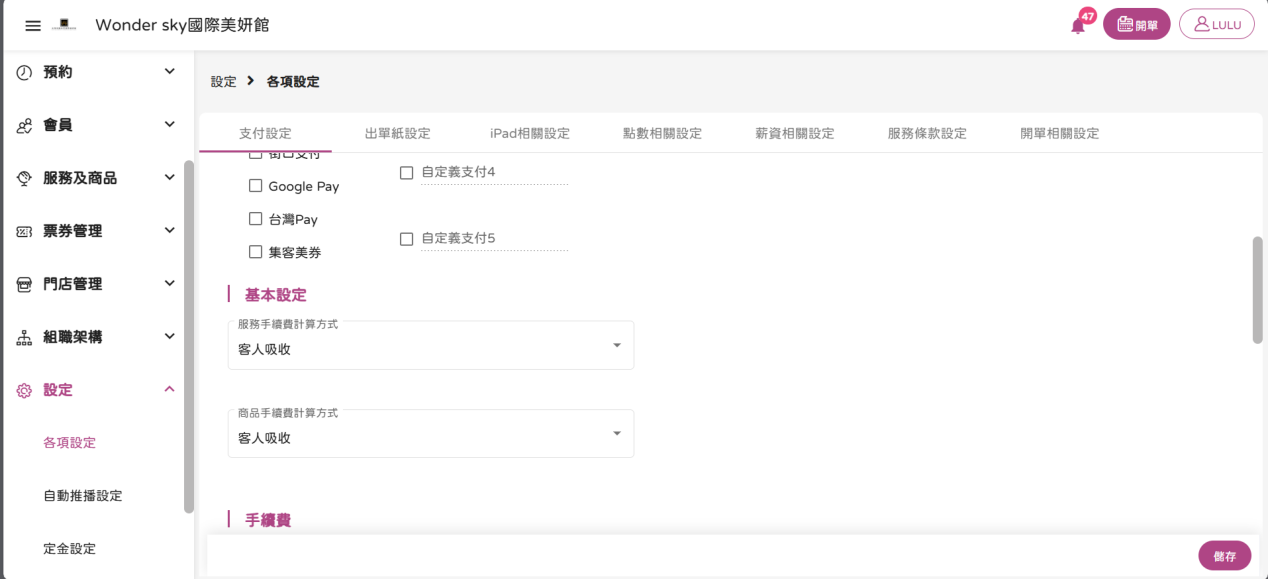 Wonder sky國際美妍館
47
開單
LULU
預約
會員
服務及商品
票券管理
門店管理
組職架構
設定
各項設定
自動推播設定
定金設定
設定 > 各項設定
支付設定 出單紙設定 iPad相關設定 點數相關設定 薪資相關設定 服務條款設定 開單相關設定
街口支付
自定義支付4
Google Pay
台灣Pay
自定義支付5
集客美券
基本設定
服務手續費計算方式
客人吸收
商品手續費計算方式
客人吸收
手續費
儲存